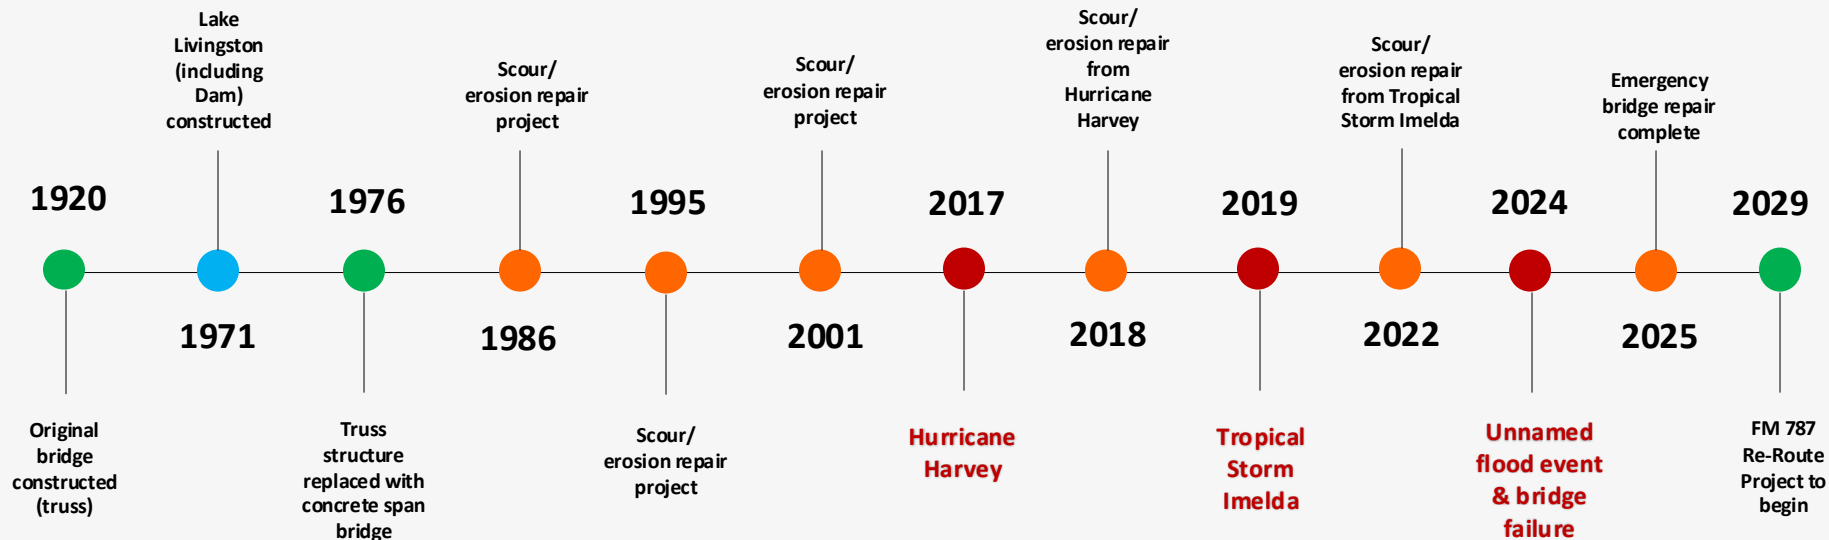 1920
Original
bridge
constructed
(truss)
Lake
Livingston
(including
Dam)
constructed
1971
1976
Truss
structure
replaced with
concrete span
bridge
Scour/
erosion repair
project
1986
1995
Scour/
erosion repair
project
Scour/
erosion repair
project
2001
2017
Hurricane
Harvey
Scour/
erosion repair
from
Hurricane
Harvey
2018
2019
Tropical
Storm
Imelda
Scour/
erosion repair
from Tropical
Storm Imelda
2022
2024
Unnamed
flood event
& bridge
failure
Emergency
bridge repair
complete
2025
2029
FM 787
Re-Route
Project to
begin